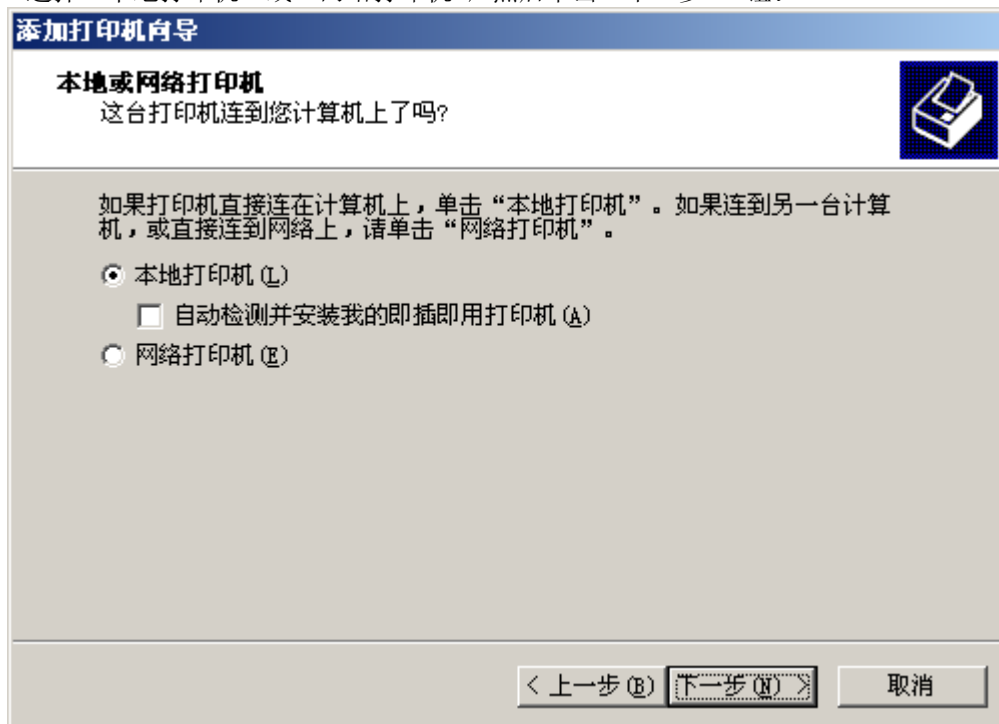 添加打印机向导
本地或网络打印机
这台打印机连到您计算机上了吗?
如果打印机直接连在计算机上，单击“本地打印机”。如果连到另一台计算
机，或直接连到网络上，请单击“网络打印机”。
本地打印机(L)
自动检测并安装我的即插即用打印机(A)
网络打印机(E)
< 上一步(B) 下一步(N) > 取消